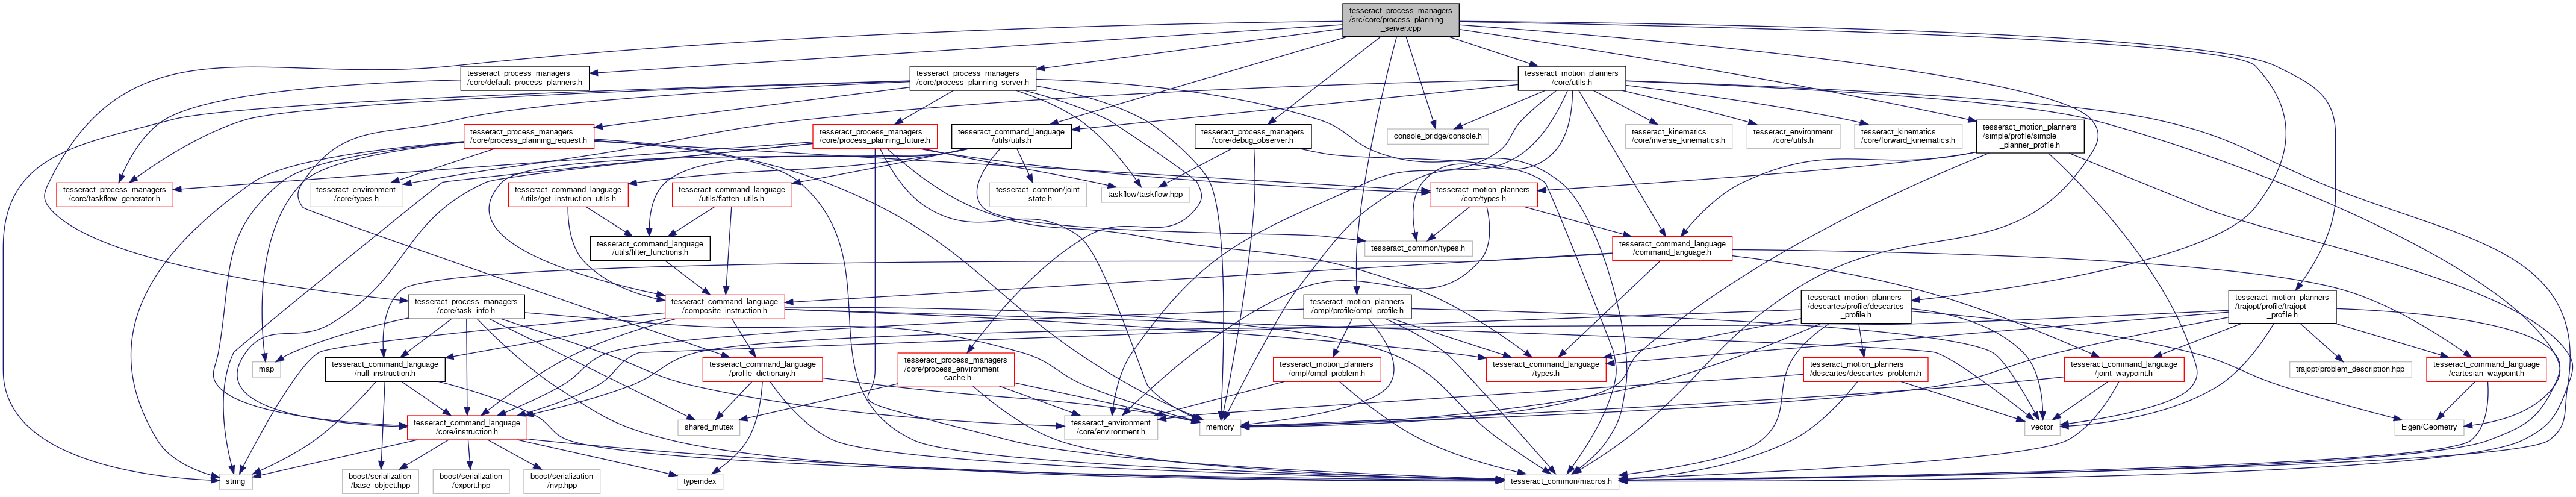 tesseract_process_managers
/src/core/process_planning
_server.cpp
tesseract_process_managers
/core/default_process_planners.h
tesseract_process_managers
/core/process_planning_server.h
tesseract_motion_planners
/core/utils.h
tesseract_process_managers
/core/process_planning_request.h
tesseract_process_managers
/core/process_planning_future.h
tesseract_command_language
/utils/utils.h
tesseract_process_managers
/core/debug_observer.h
console_bridge/console.h
tesseract_kinematics
/core/inverse_kinematics.h
tesseract_environment
/core/utils.h
tesseract_kinematics
/core/forward_kinematics.h
tesseract_motion_planners
/simple/profile/simple
_planner_profile.h
tesseract_process_managers
/core/taskflow_generator.h
tesseract_environment
/core/types.h
tesseract_command_language
/utils/get_instruction_utils.h
tesseract_command_language
/utils/flatten_utils.h
tesseract_common/joint
_state.h
taskflow/taskflow.hpp
tesseract_motion_planners
/core/types.h
tesseract_command_language
/utils/filter_functions.h
tesseract_common/types.h
tesseract_command_language
/command_language.h
tesseract_process_managers
/core/task_info.h
tesseract_command_language
/core/composite_instruction.h
tesseract_motion_planners
/ompl/profile/ompl_profile.h
tesseract_motion_planners
/descartes/profile/descartes
_profile.h
tesseract_motion_planners
/trajopt/profile/trajopt
_profile.h
map
tesseract_command_language
/null_instruction.h
tesseract_command_language
/profile_dictionary.h
tesseract_process_managers
/core/process_environment
_cache.h
tesseract_motion_planners
/ompl/ompl_problem.h
tesseract_command_language
/types.h
tesseract_motion_planners
/descartes/descartes_problem.h
tesseract_command_language
/joint_waypoint.h
trajopt/problem_description.hpp
tesseract_command_language
/cartesian_waypoint.h
tesseract_command_language
/core/instruction.h
shared_mutex
tesseract_environment
/core/environment.h
memory
vector
Eigen/Geometry
string
boost/serialization
/base_object.hpp
boost/serialization
/export.hpp
boost/serialization
/nvp.hpp
typeindex
tesseract_common/macros.h